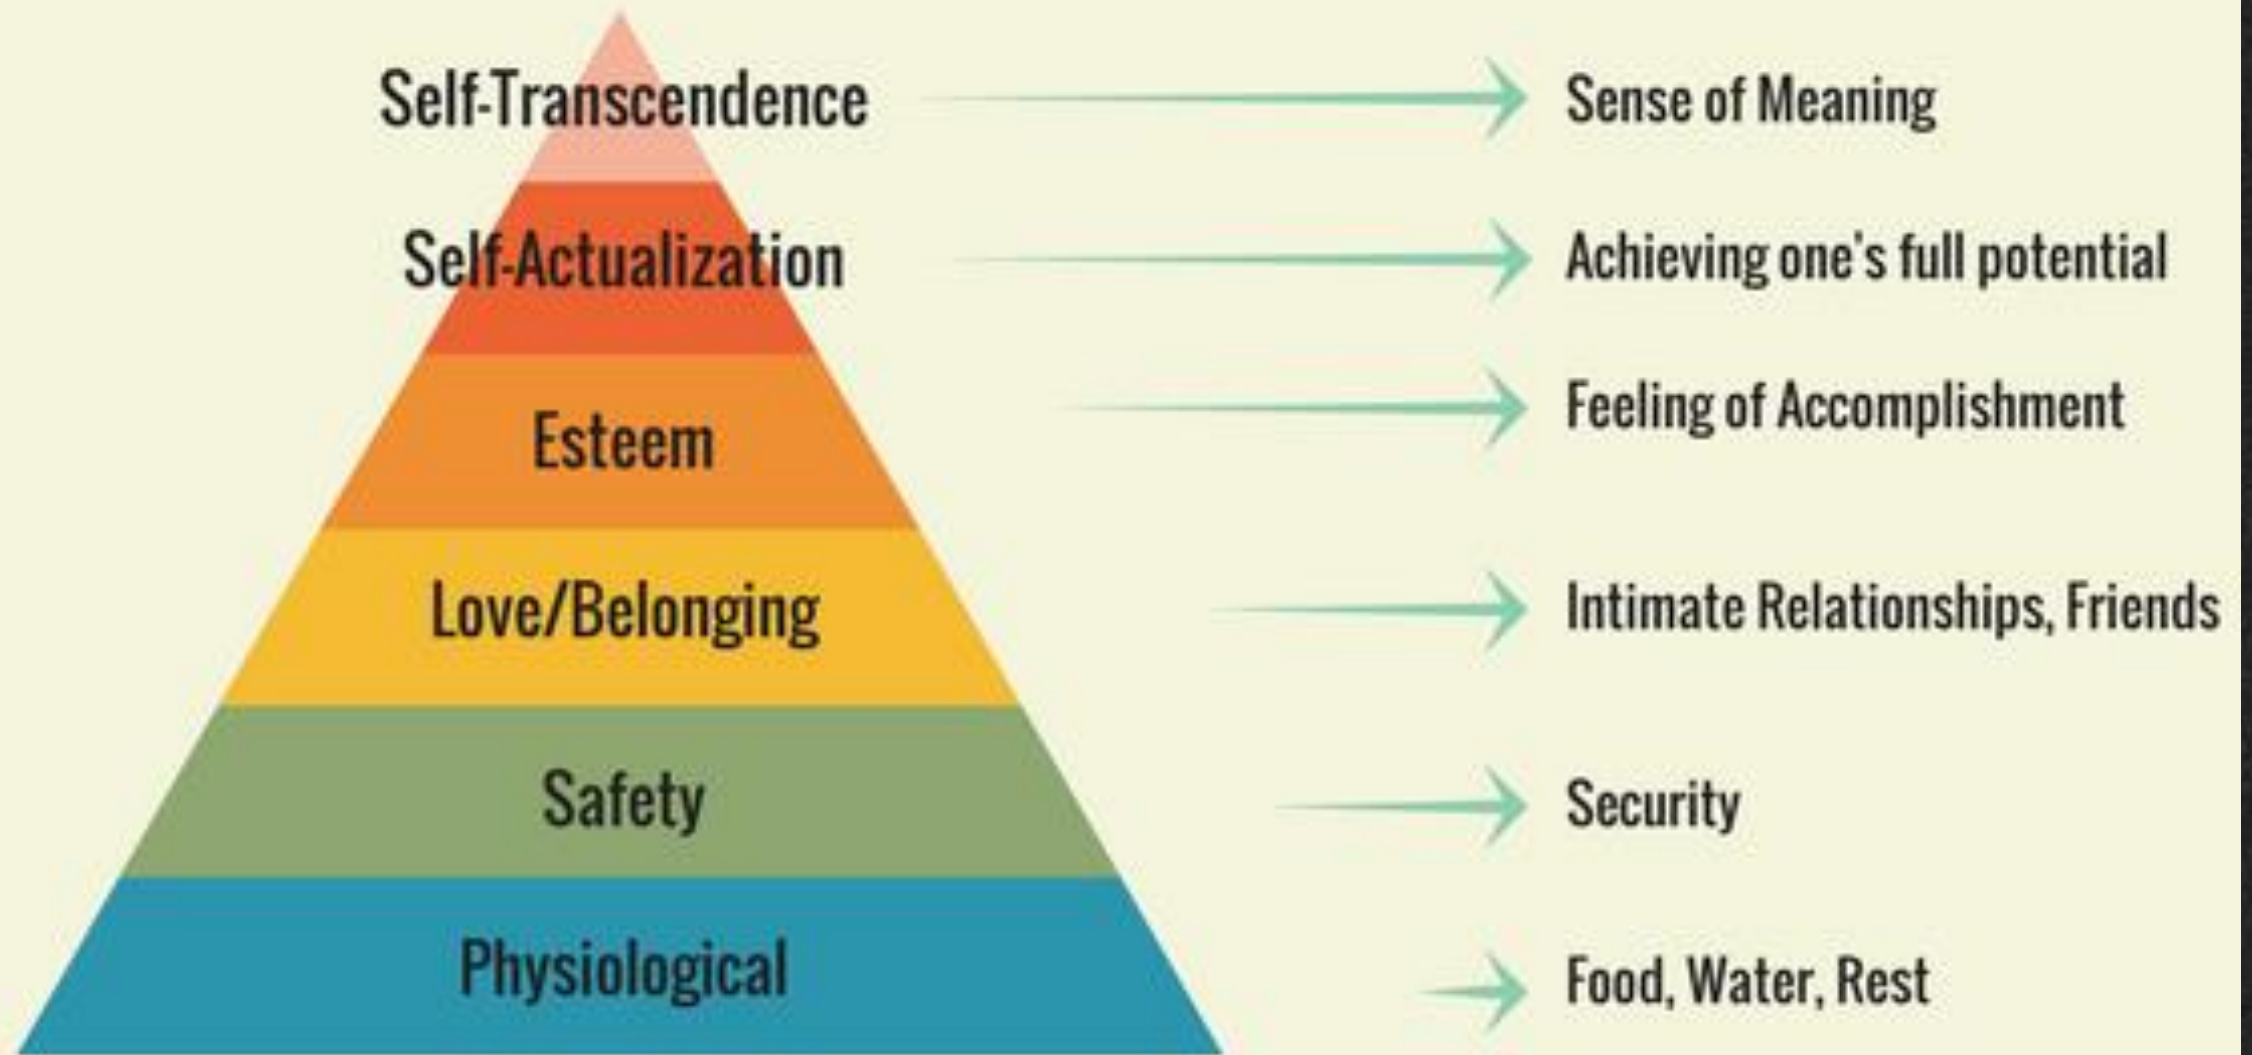 Self-Transcendence
Sense of Meaning
Self-Actualization
Achieving one's full potential
Esteem
Feeling of Accomplishment
Love/Belonging
Intimate Relationships, Friends
Safety
Security
Physiological
Food, Water, Rest